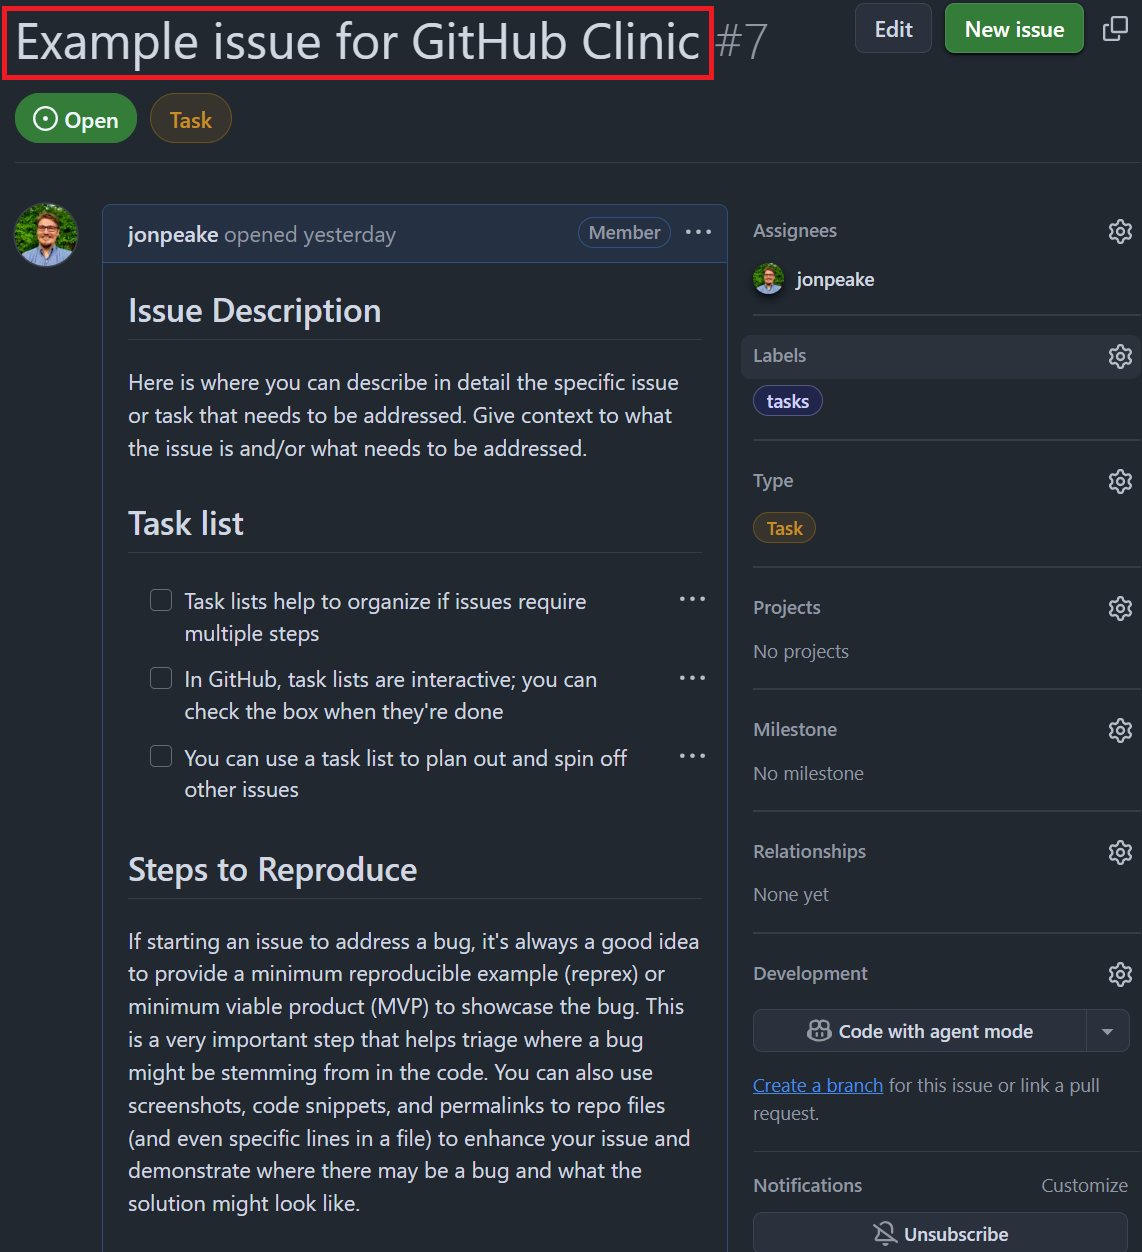 Example issue for GitHub Clinic #7
Edit
New issue
Open
Task
jonpeake opened yesterday
Member
Issue Description
Here is where you can describe in detail the specific issue
or task that needs to be addressed. Give context to what
the issue is and/or what needs to be addressed.
Task list
Task lists help to organize if issues require
multiple steps
In GitHub, task lists are interactive; you can
check the box when they're done
You can use a task list to plan out and spin off
other issues
Steps to Reproduce
If starting an issue to address a bug, it's always a good idea
to provide a minimum reproducible example (reprex) or
minimum viable product (MVP) to showcase the bug. This
is a very important step that helps triage where a bug
might be stemming from in the code. You can also use
screenshots, code snippets, and permalinks to repo files
(and even specific lines in a file) to enhance your issue and
demonstrate where there may be a bug and what the
solution might look like.
Assignees
jonpeake
Labels
tasks
Type
Task
Projects
No projects
Milestone
No milestone
Relationships
None yet
Development
Code with agent mode
Create a branch for this issue or link a pull
request.
Notifications
Customize
Unsubscribe